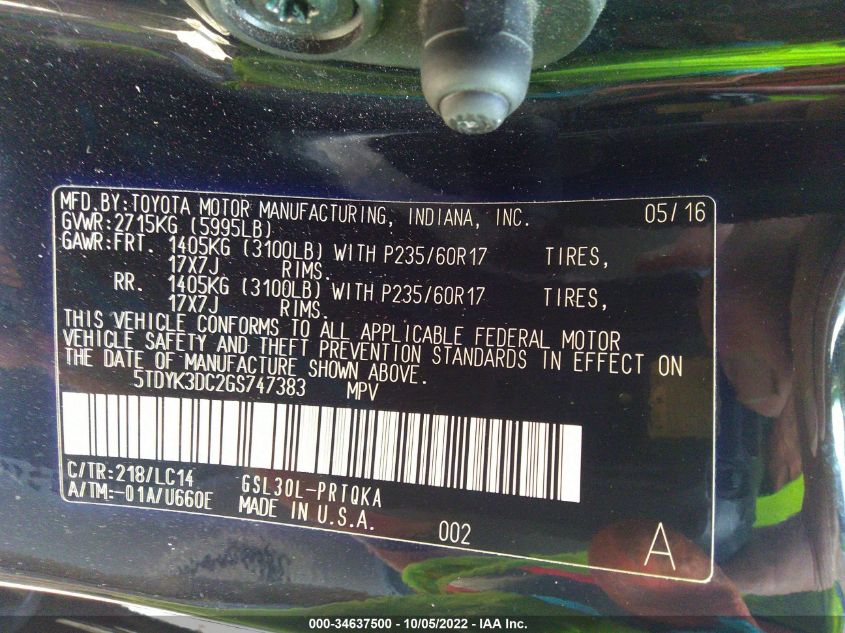 MFD.BY:TOYOTA MOTOR MANUFACTURING, INDIANA, INC. 05/16
GVWR:2715KG (5995LB)
GAWR:FRT. 1405KG (3100LB) WITH P235/60R17 TIRES,
17X7J RIMS.
RR. 1405KG (3100LB) WITH P235/60R17 TIRES,
17X7J RIMS.
THIS VEHICLE CONFORMS TO ALL APPLICABLE FEDERAL MOTOR
VEHICLE SAFETY AND THEFT PREVENTION STANDARDS IN EFFECT ON
THE DATE OF MANUFACTURE SHOWN ABOVE.
5TDYK3DC2GS747383 MPV
C/TR:218/LC14 GSL30L-PRTQKA
A/TM:-01A/U660E MADE IN U.S.A. 002 A
000-34637500 - 10/05/2022 - IAA Inc.